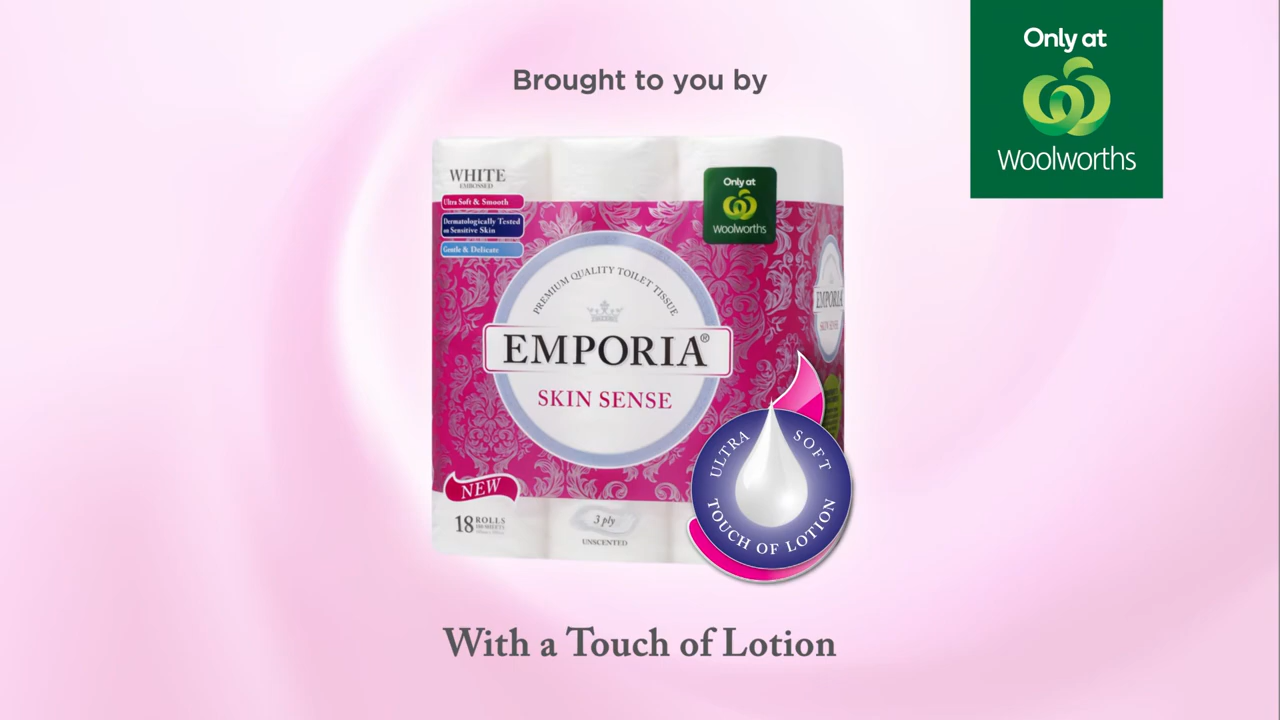 Brought to you by
Only at
Woolworths
WHITE
EMBOSSED
Ultra Soft & Smooth
Dermatologically Tested
on Sensitive Skin
Gentle & Delicate
Only at
Woolworths
PREMIUM QUALITY TOILET TISSUE
EMPORIA®
SKIN SENSE
EMPORIA
SKIN SENSE
ULTRA SOFT
TOUCH OF LOTION
NEW
18 ROLLS
3 ply
UNSCENTED
With a Touch of Lotion